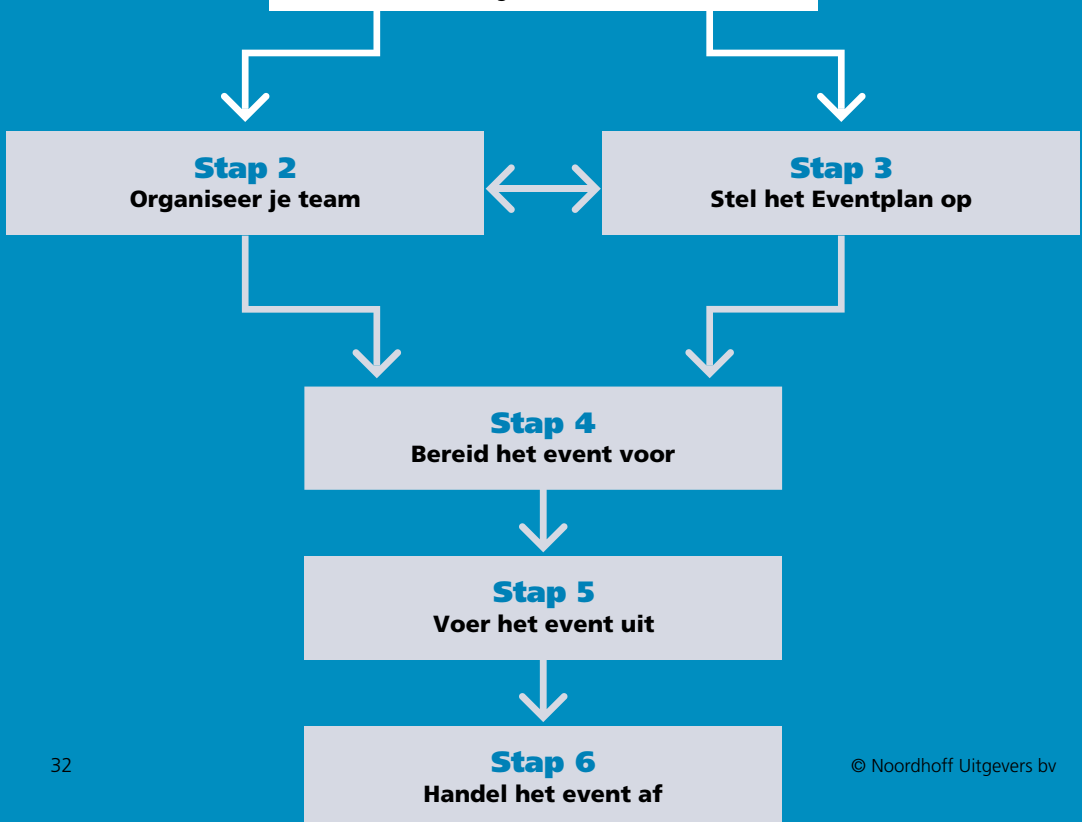 Stap 2
Organiseer je team
Stap 3
Stel het Eventplan op
Stap 4
Bereid het event voor
Stap 5
Voer het event uit
Stap 6
Handel het event af
32
© Noordhoff Uitgevers bv